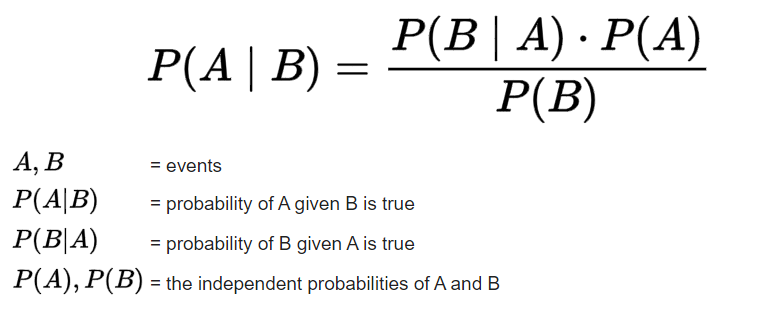 P(A | B) = P(B | A) · P(A) / P(B)
A, B = events
P(A|B) = probability of A given B is true
P(B|A) = probability of B given A is true
P(A), P(B) = the independent probabilities of A and B